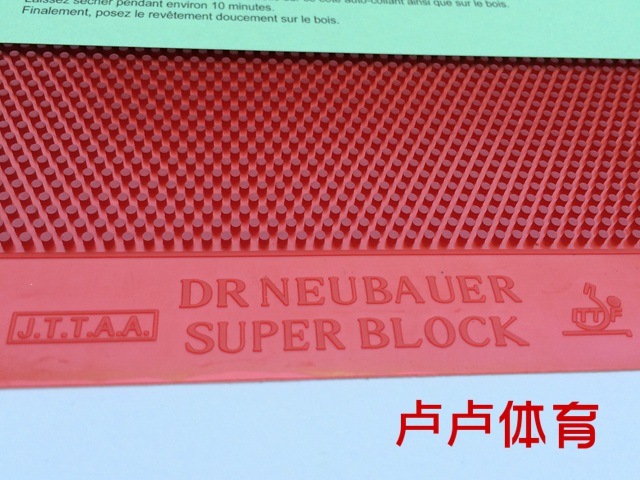 Laissez sécher pendant environ 10 minutes.
Finalement, posez le revêtement doucement sur le bois.
J.T.T.A.A.
DR NEUBAUER
SUPER BLOCK
ITTF
卢卢体育